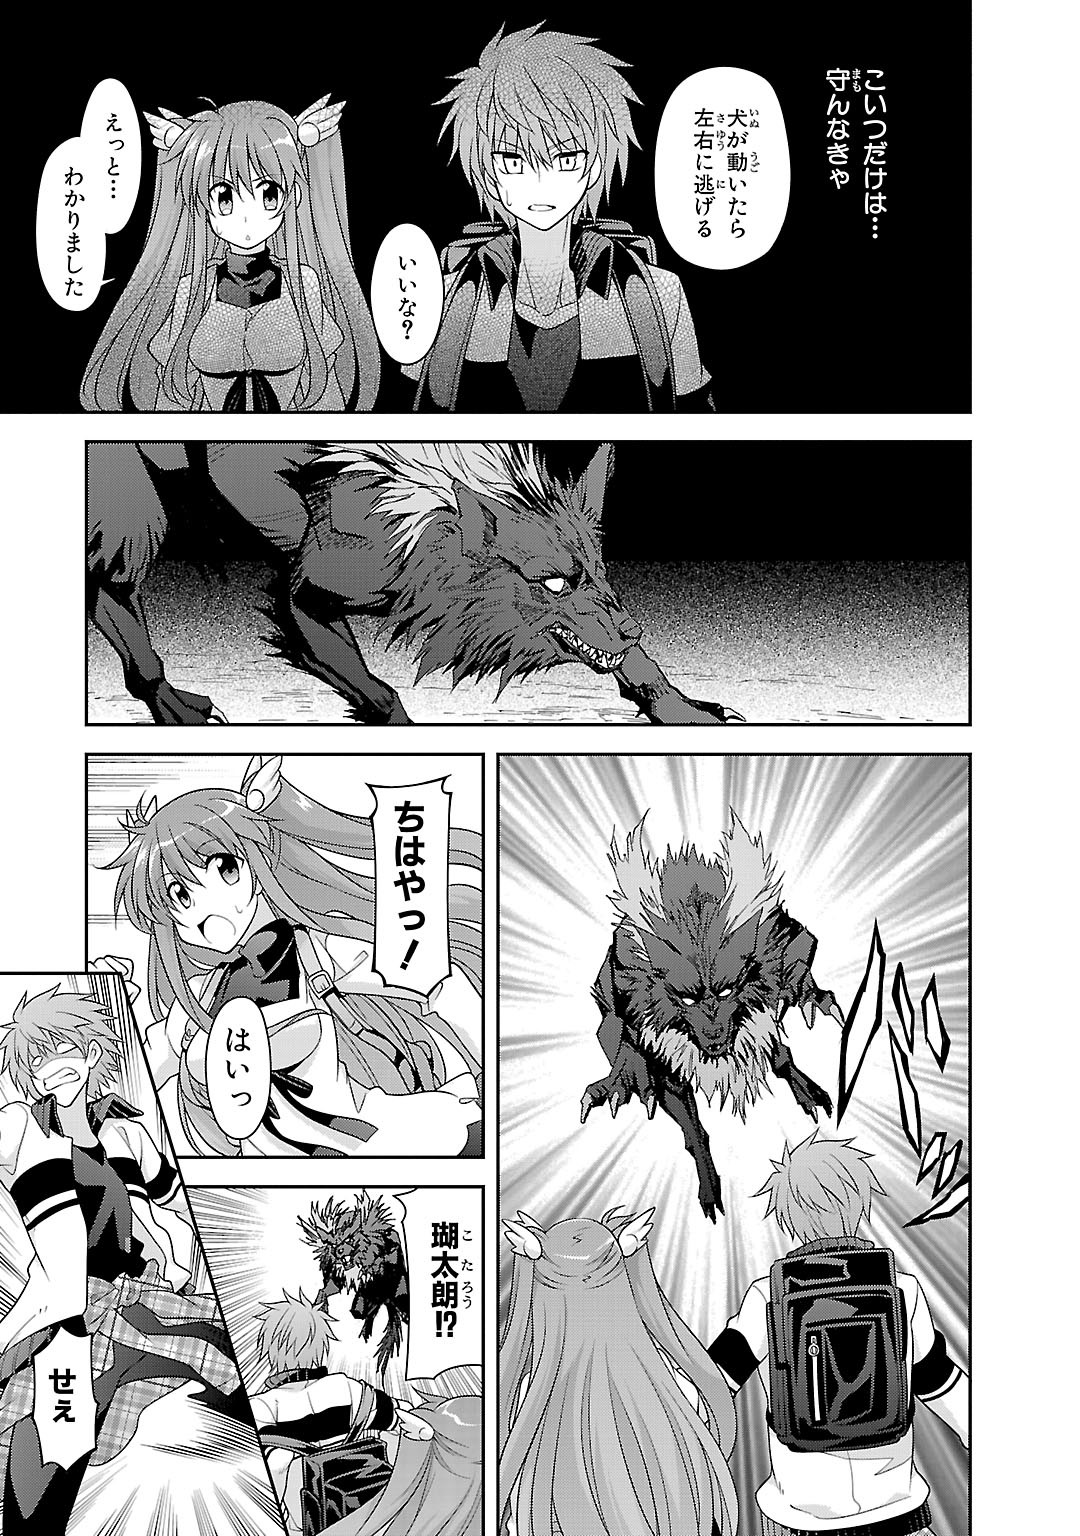 こいつだけは…
守んなきゃ
犬が動いたら
左右に逃げる
いいな?
えっと…
わかりました
ちはやっ!
はいっ
瑚太朗!?
せぇ